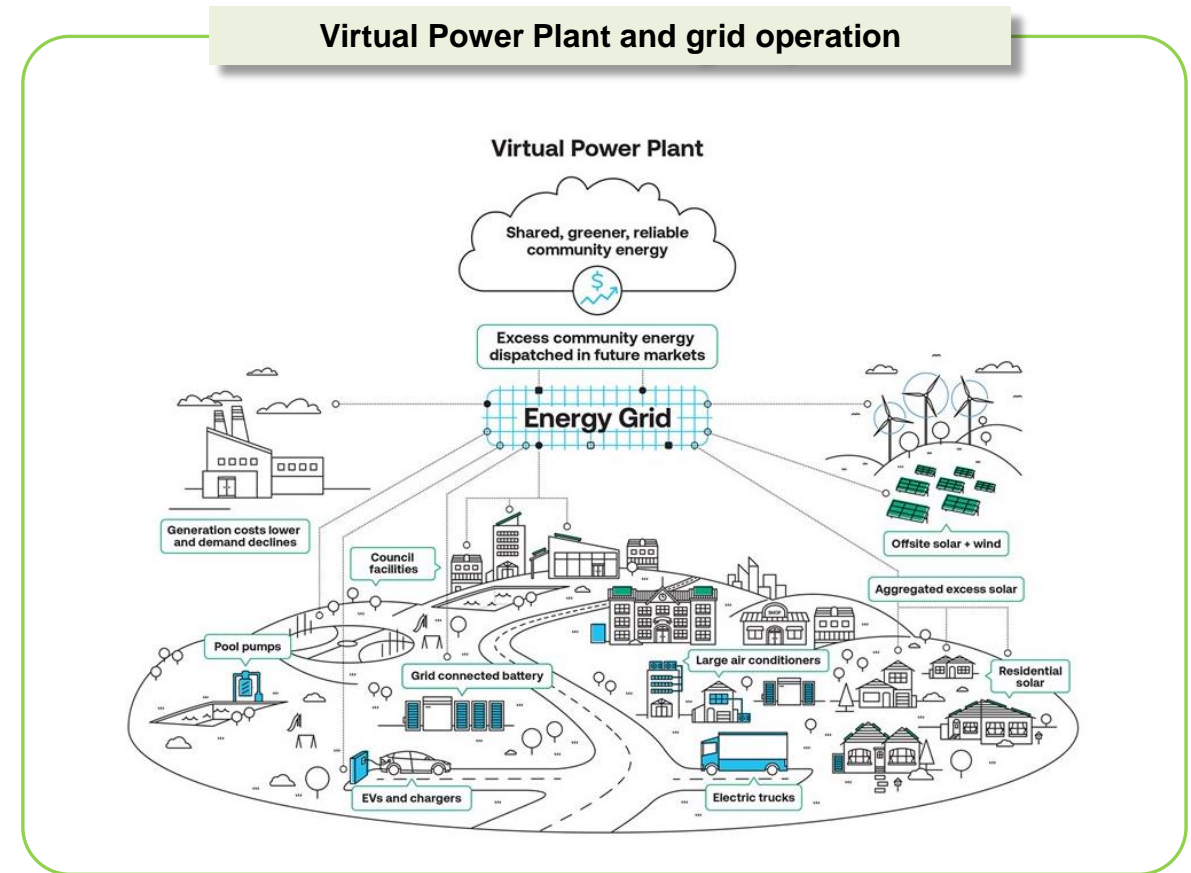 Virtual Power Plant and grid operation
Virtual Power Plant
Shared, greener, reliable
community energy
$
Excess community energy
dispatched in future markets
Energy Grid
Generation costs lower
and demand declines
Council
facilities
Offsite solar + wind
Aggregated excess solar
SHOP
Pool pumps
Grid connected battery
Large air conditioners
Residential
solar
EVs and chargers
Electric trucks